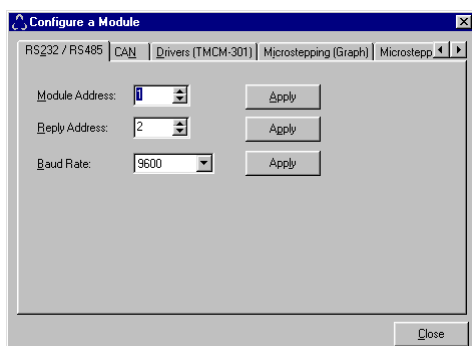 Configure a Module
RS232 / RS485 CAN Drivers (TMCM-301) Microstepping (Graph) Microstepp
Module Address: 1 Apply
Reply Address: 2 Apply
Baud Rate: 9600 Apply
Close